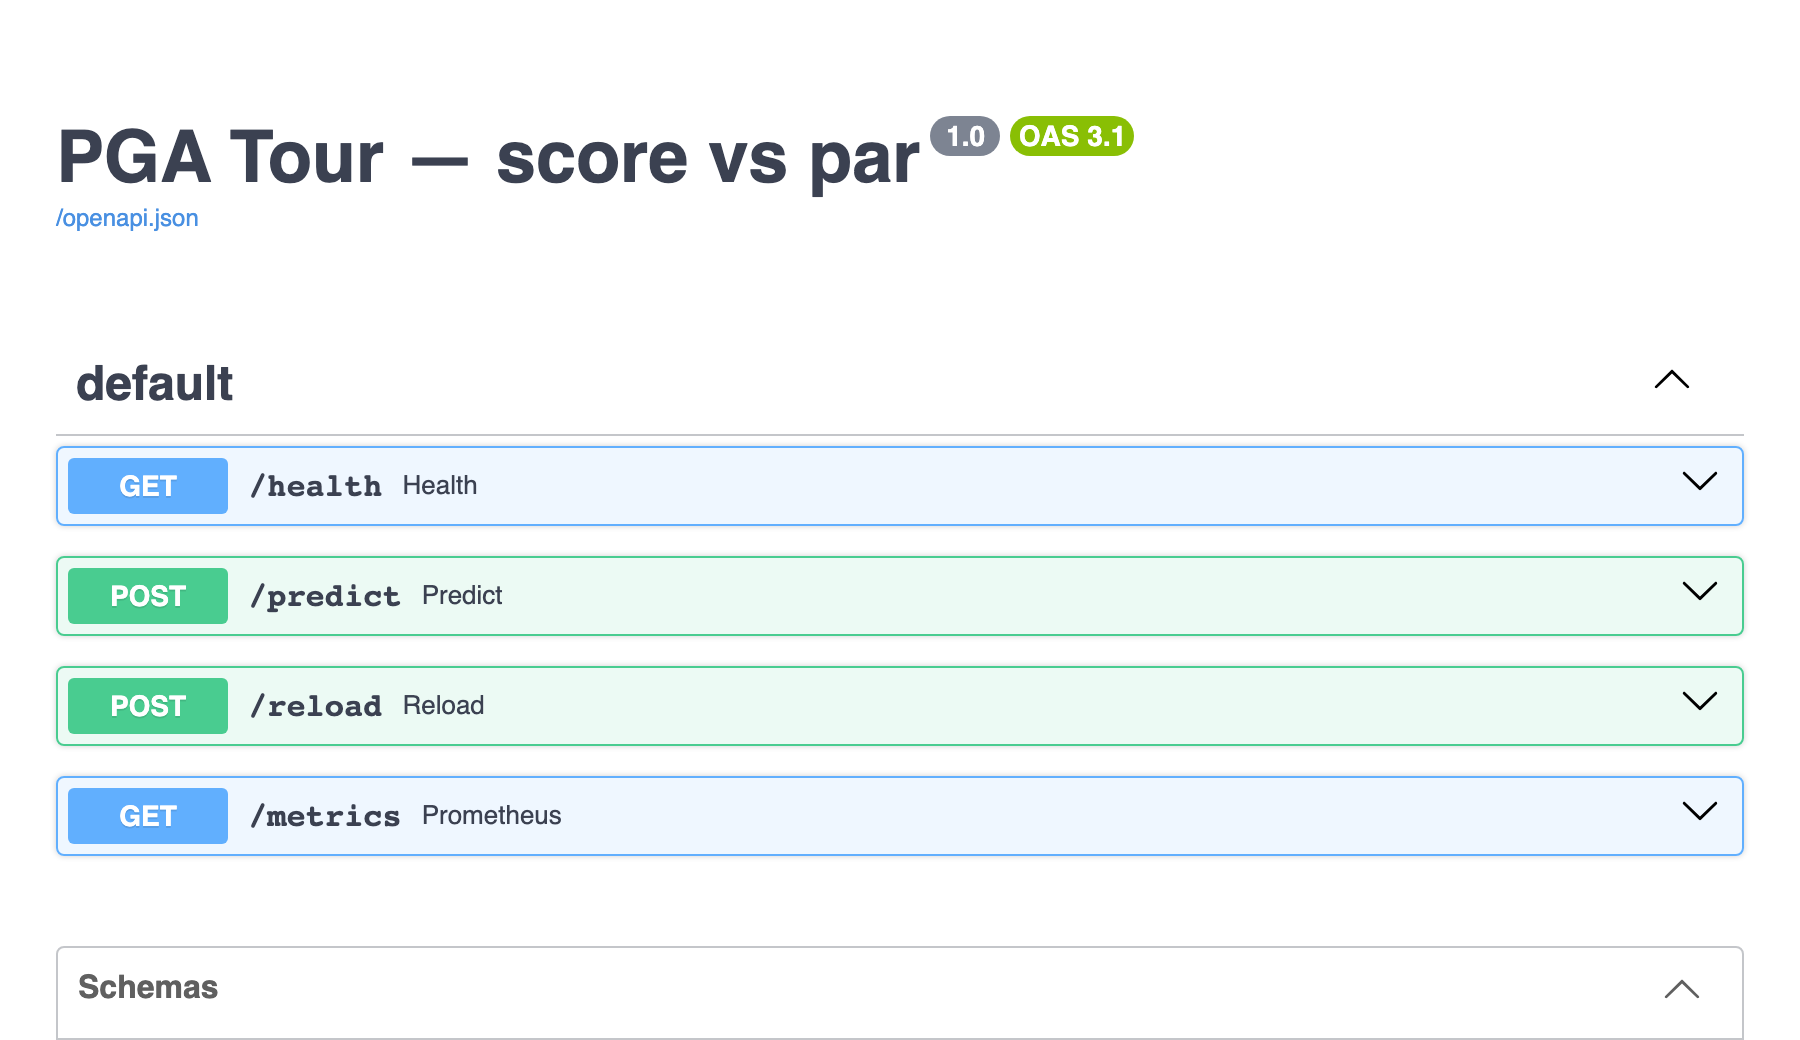 PGA Tour — score vs par 1.0 OAS 3.1
/openapi.json
default
GET /health Health
POST /predict Predict
POST /reload Reload
GET /metrics Prometheus
Schemas